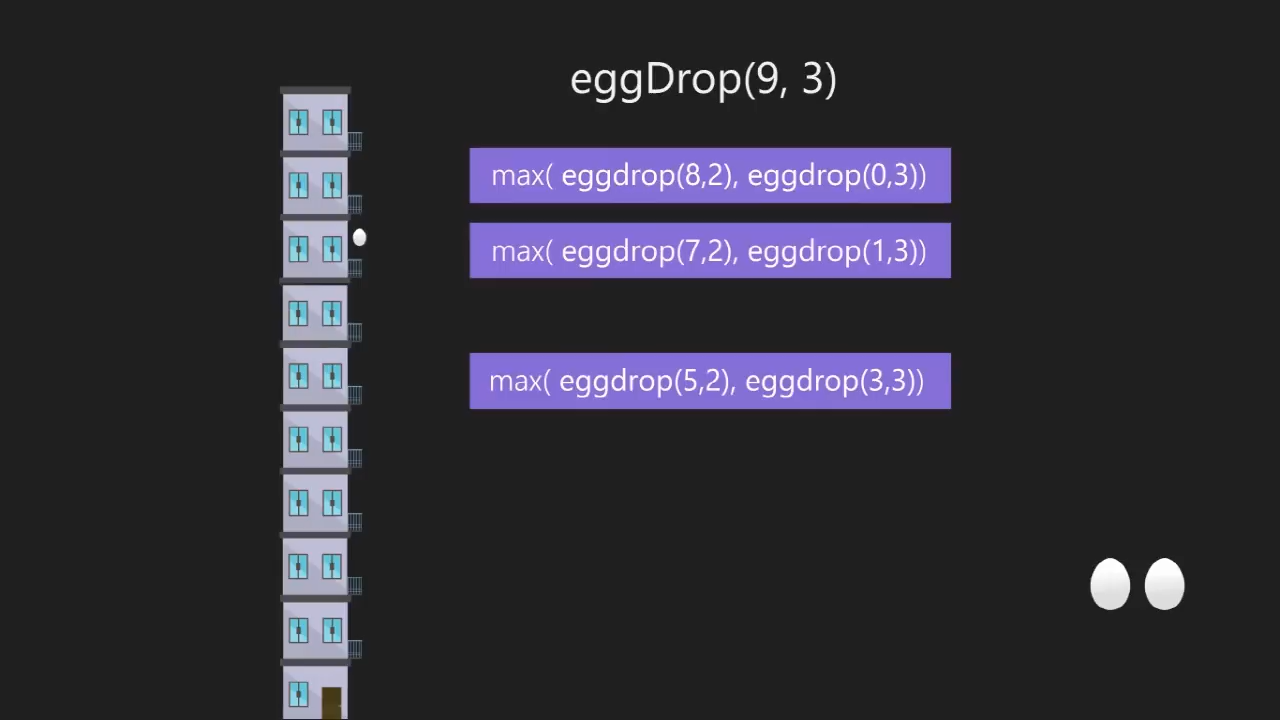 eggDrop(9, 3)
max( eggdrop(8,2), eggdrop(0,3))
max( eggdrop(7,2), eggdrop(1,3))
max( eggdrop(5,2), eggdrop(3,3))